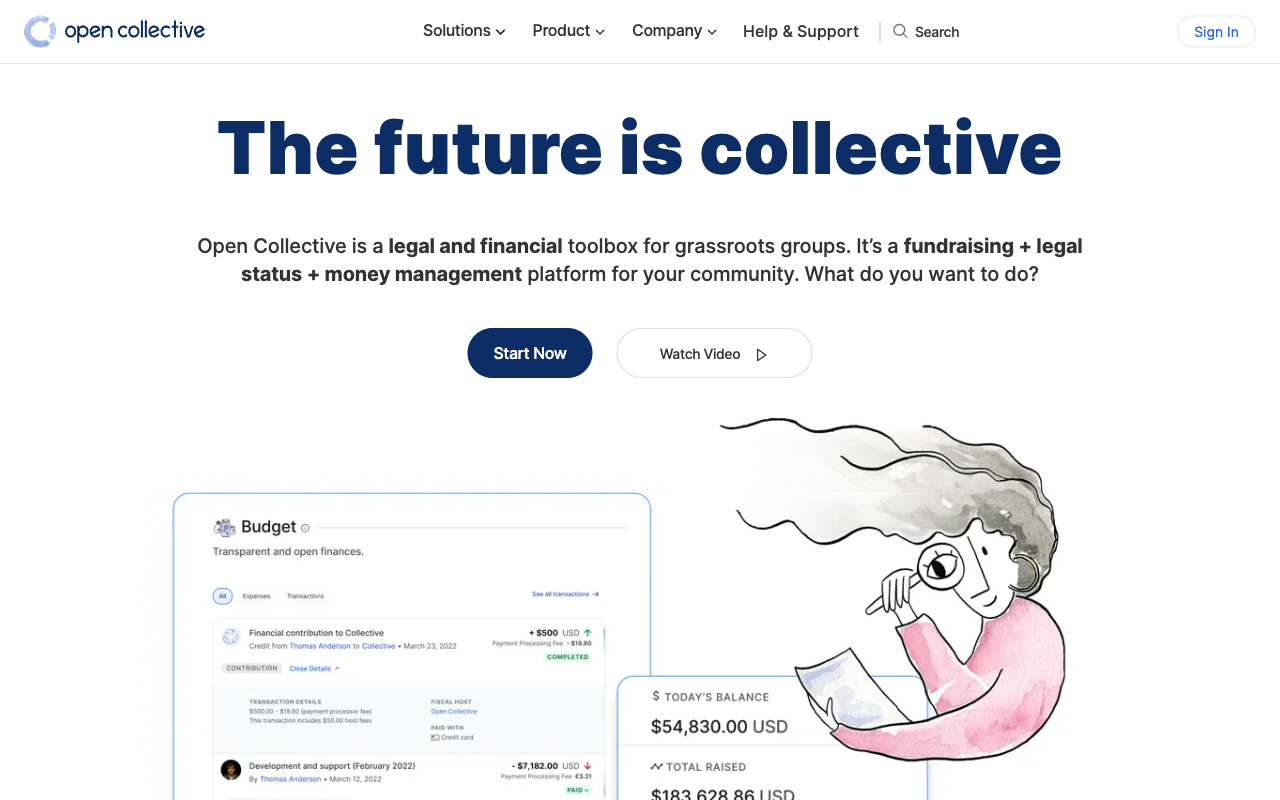 open collective
Solutions
Product
Company
Help & Support
Search
Sign In
The future is collective
Open Collective is a legal and financial toolbox for grassroots groups. It's a fundraising + legal
status + money management platform for your community. What do you want to do?
Start Now
Watch Video
Budget
Transparent and open finances.
All
Expenses
Transactions
See all transactions →
Financial contribution to Collective
+ $500 USD
Credit from Thomas Anderson to Collective • March 23, 2022
Payment Processing Fee - $19.80
COMPLETED
CONTRIBUTION
Close Details
TRANSACTION DETAILS
$500.00 - $19.80 (payment processor fee)
This transaction includes $50.00 host fees
FISCAL HOST
Open Collective
PAID WITH
Credit card
Development and support (February 2022)
- $7,182.00 USD
By Thomas Anderson • March 12, 2022
Payment Processing Fee €3.31
PAID
$ TODAY'S BALANCE
$54,830.00 USD
TOTAL RAISED
$183,628.86 USD